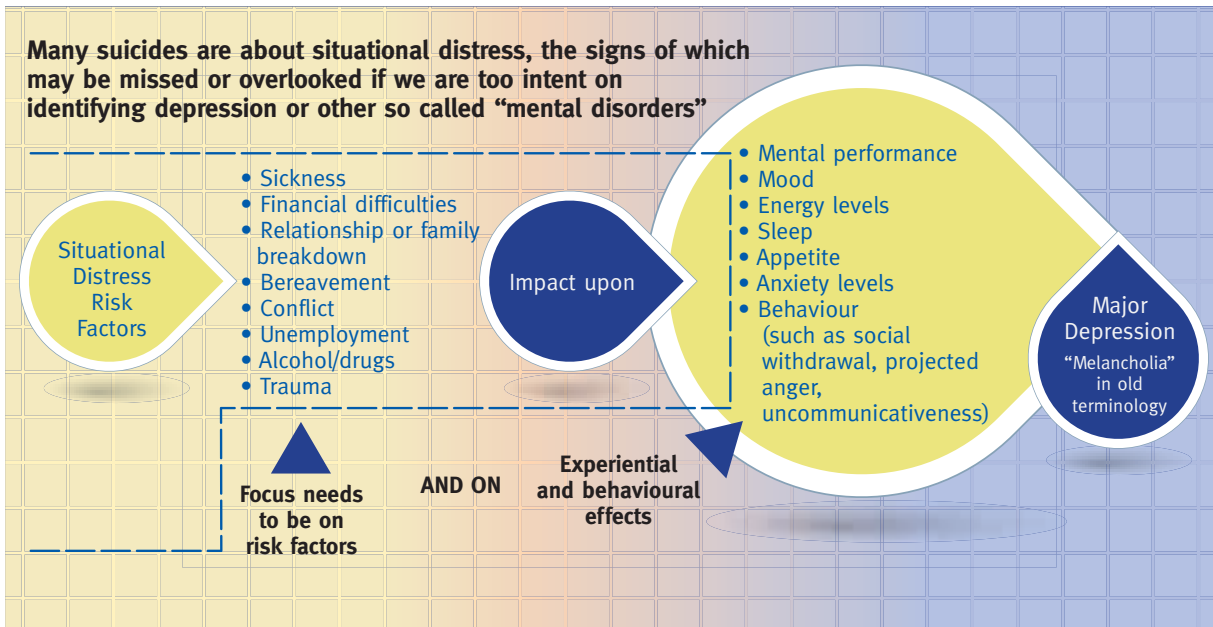 Many suicides are about situational distress, the signs of which
may be missed or overlooked if we are too intent on
identifying depression or other so called “mental disorders”
Situational
Distress
Risk
Factors
• Sickness
• Financial difficulties
• Relationship or family
breakdown
• Bereavement
• Conflict
• Unemployment
• Alcohol/drugs
• Trauma
Impact upon
• Mental performance
• Mood
• Energy levels
• Sleep
• Appetite
• Anxiety levels
• Behaviour
(such as social
withdrawal, projected
anger,
uncommunicativeness)
Major
Depression
“Melancholia”
in old
terminology
Focus needs
to be on
risk factors
AND ON
Experiential
and behavioural
effects